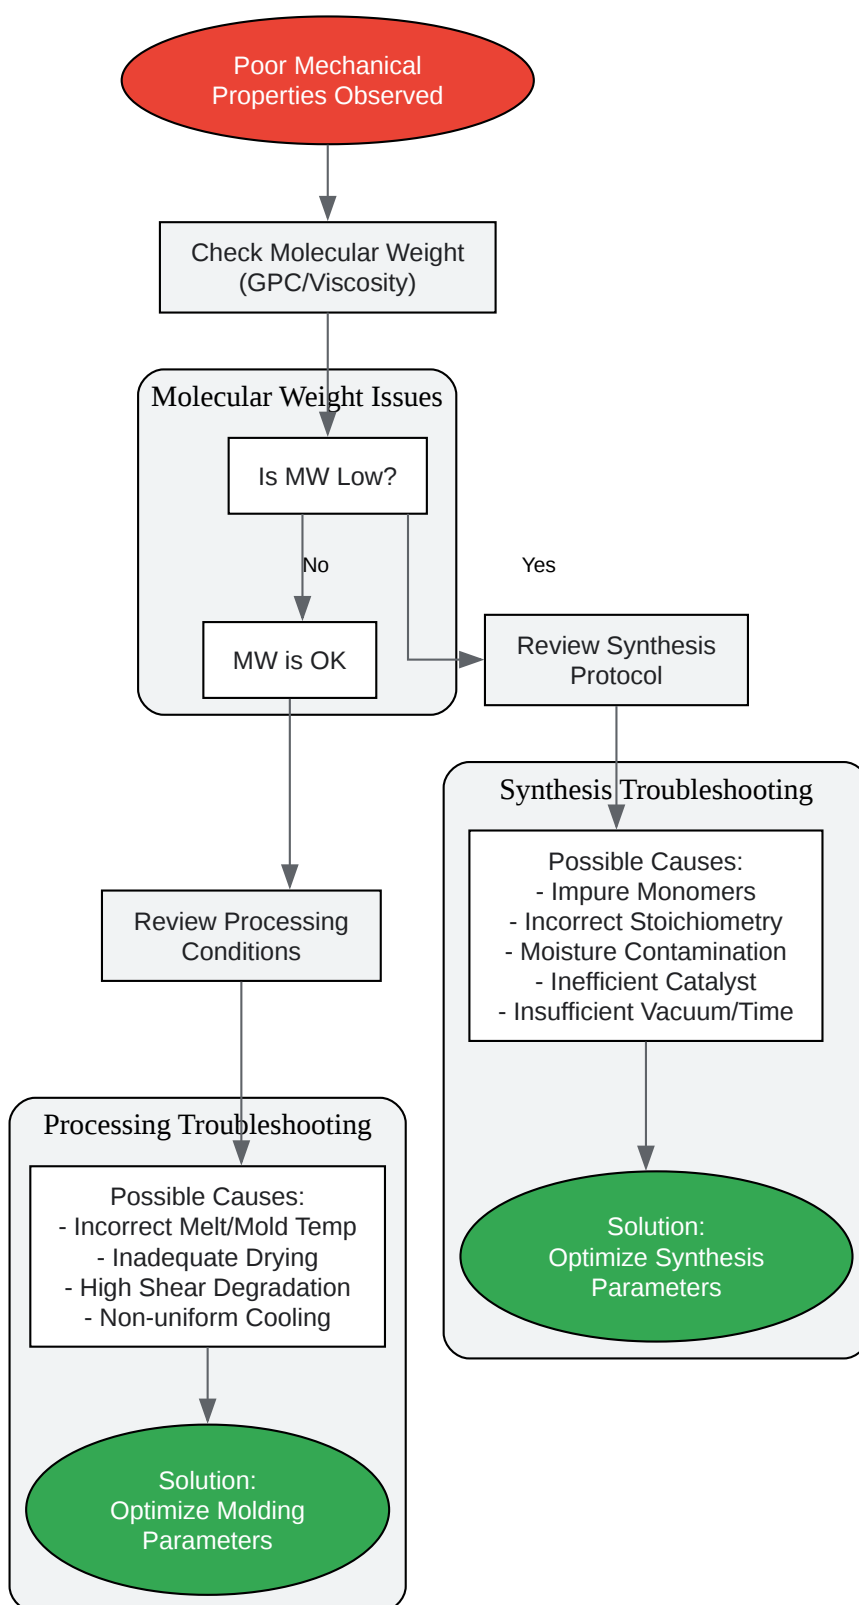 Poor Mechanical
Properties Observed
Check Molecular Weight
(GPC/Viscosity)
Molecular Weight Issues
Is MW Low?
No
Yes
MW is OK
Review Synthesis
Protocol
Synthesis Troubleshooting
Possible Causes:
- Impure Monomers
- Incorrect Stoichiometry
- Moisture Contamination
- Inefficient Catalyst
- Insufficient Vacuum/Time
Review Processing
Conditions
Processing Troubleshooting
Possible Causes:
- Incorrect Melt/Mold Temp
- Inadequate Drying
- High Shear Degradation
- Non-uniform Cooling
Solution:
Optimize Synthesis
Parameters
Solution:
Optimize Molding
Parameters